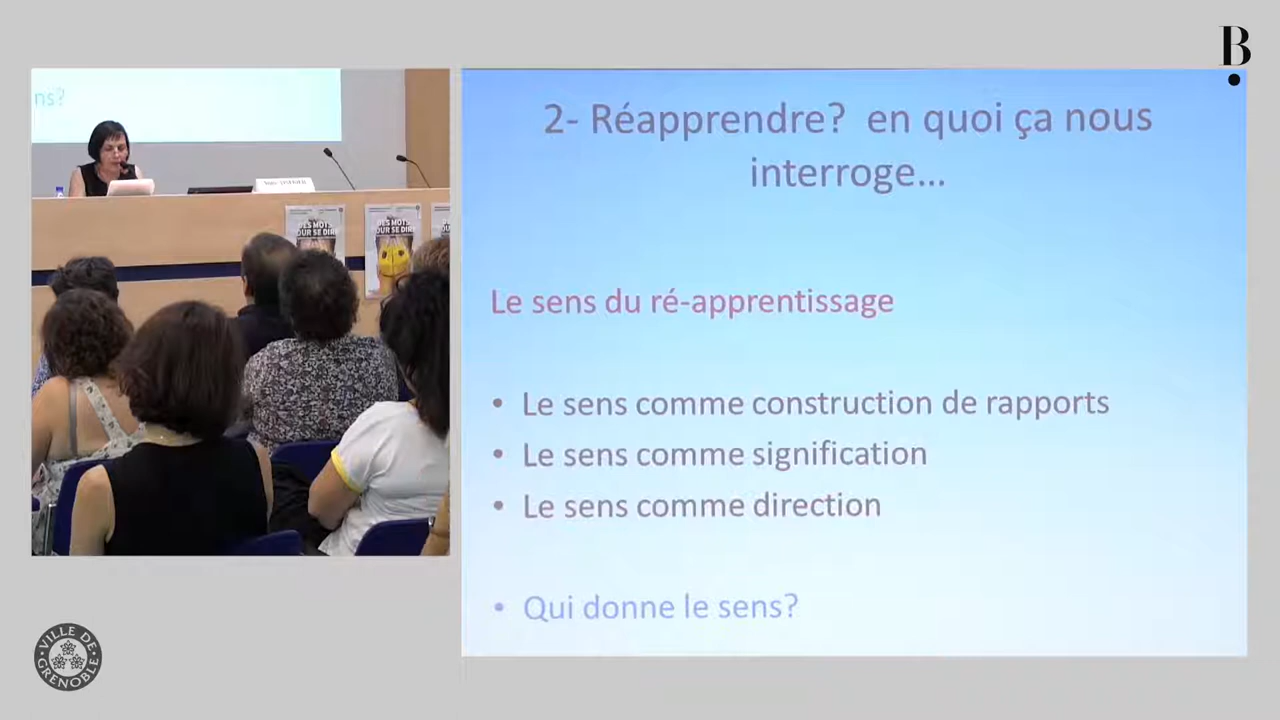 B
ns?
DES MOTS
POUR SE DIRE
DES MOTS
POUR SE DIRE
2- Réapprendre? en quoi ça nous
interroge...
Le sens du ré-apprentissage
• Le sens comme construction de rapports
• Le sens comme signification
• Le sens comme direction
• Qui donne le sens?
VILLE DE
GRENOBLE